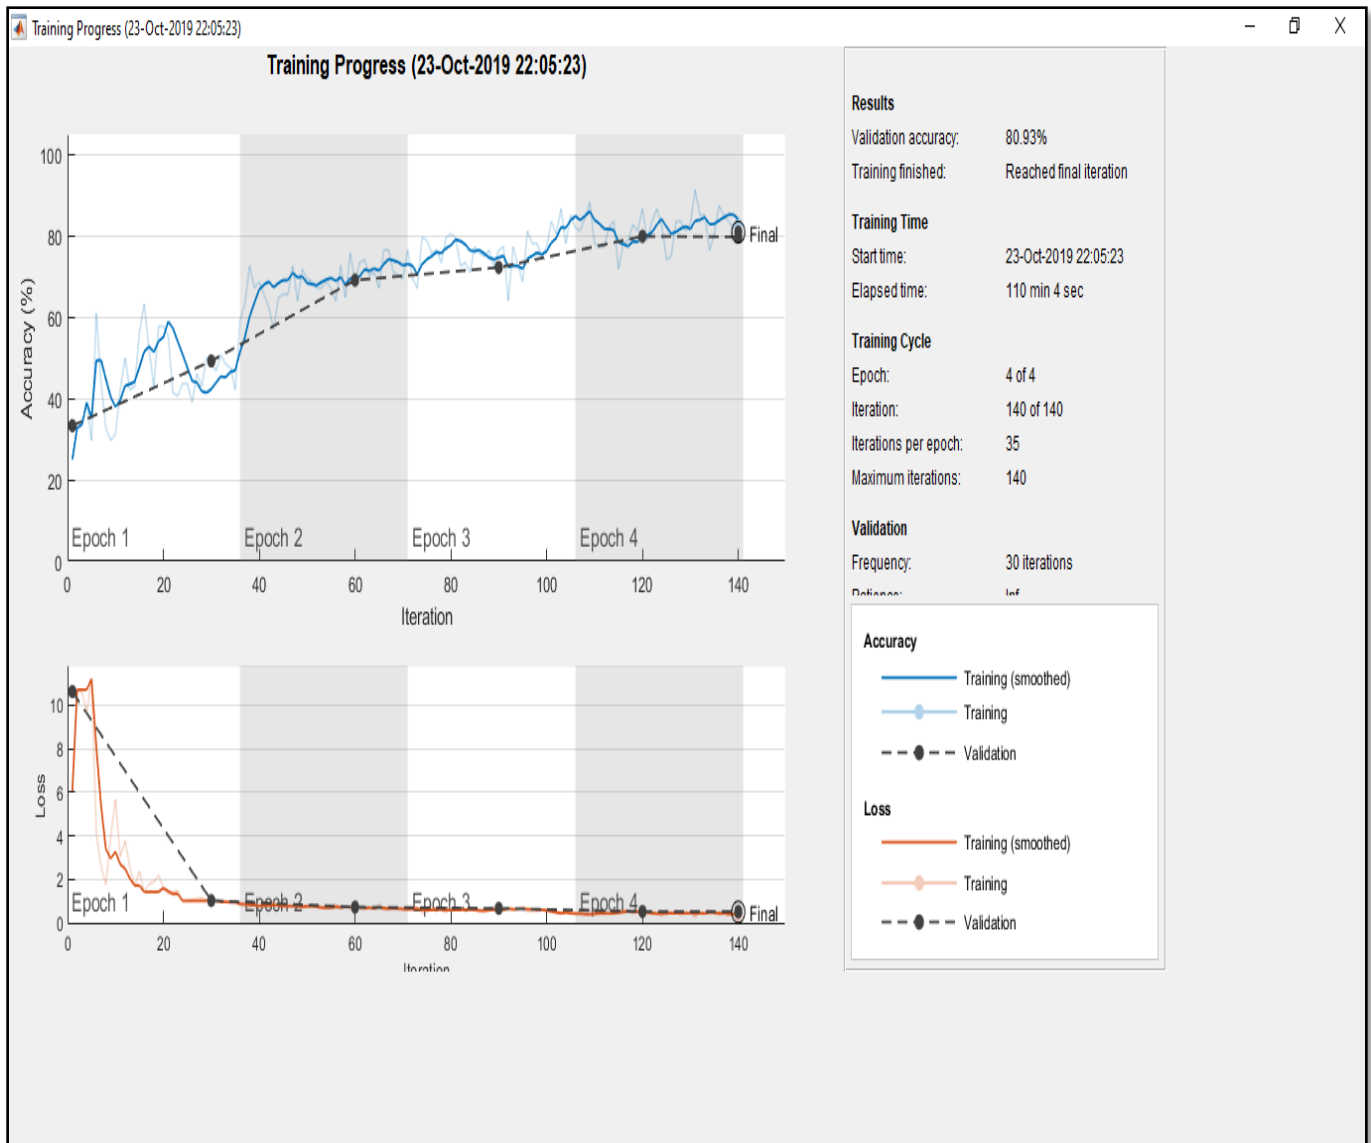 Training Progress (23-Oct-2019 22:05:23)
Training Progress (23-Oct-2019 22:05:23)
100
80
60
40
20
0
Accuracy (%)
Epoch 1
Epoch 2
Epoch 3
Epoch 4
Final
0 20 40 60 80 100 120 140
Iteration
10
8
6
4
2
0
Loss
Epoch 1
Epoch 2
Epoch 3
Epoch 4
Final
0 20 40 60 80 100 120 140
Iteration
Results
Validation accuracy: 80.93%
Training finished: Reached final iteration
Training Time
Start time: 23-Oct-2019 22:05:23
Elapsed time: 110 min 4 sec
Training Cycle
Epoch: 4 of 4
Iteration: 140 of 140
Iterations per epoch: 35
Maximum iterations: 140
Validation
Frequency: 30 iterations
Patience: Inf
Accuracy
Training (smoothed)
Training
Validation
Loss
Training (smoothed)
Training
Validation